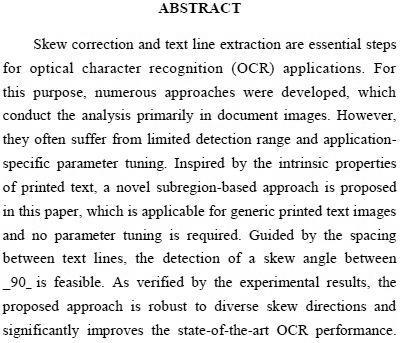 ABSTRACT
Skew correction and text line extraction are essential steps
for optical character recognition (OCR) applications. For
this purpose, numerous approaches were developed, which
conduct the analysis primarily in document images. However,
they often suffer from limited detection range and application-
specific parameter tuning. Inspired by the intrinsic properties
of printed text, a novel subregion-based approach is proposed
in this paper, which is applicable for generic printed text images
and no parameter tuning is required. Guided by the spacing
between text lines, the detection of a skew angle between
_90_ is feasible. As verified by the experimental results, the
proposed approach is robust to diverse skew directions and
significantly improves the state-of-the-art OCR performance.